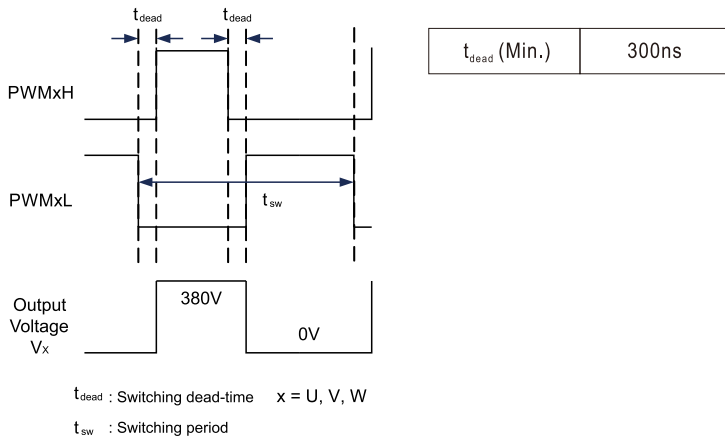 tdead tdead
tdead (Min.) 300ns
PWMxH
PWMxL
tsw
Output
Voltage
Vx
380V
0V
tdead : Switching dead-time x = U, V, W
tsw : Switching period